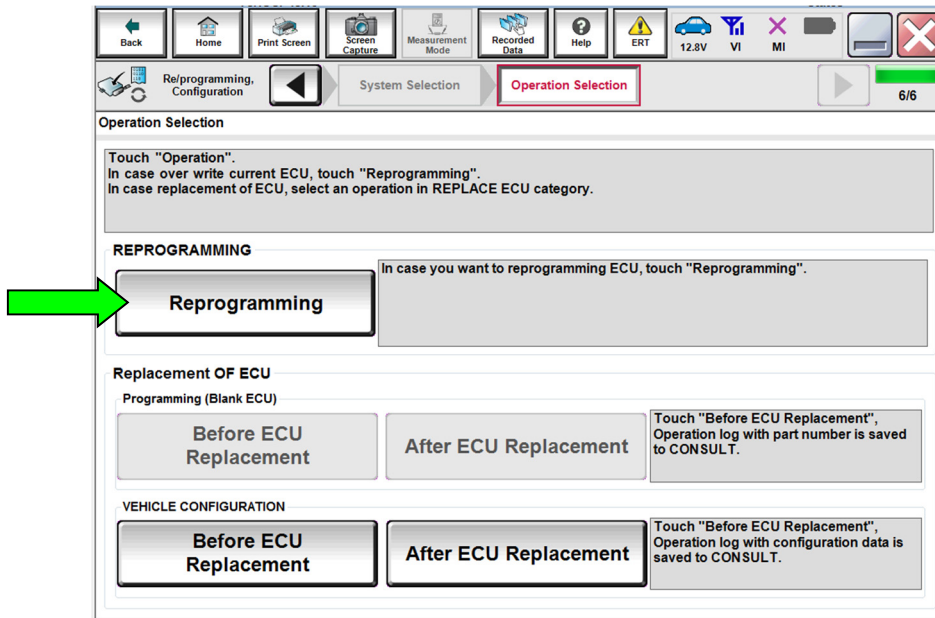 Back
Home
Print Screen
Screen
Capture
Measurement
Mode
Recorded
Data
Help
ERT
12.8V
VI
MI
Re/programming,
Configuration
System Selection
Operation Selection
6/6
Operation Selection
Touch "Operation".
In case over write current ECU, touch "Reprogramming".
In case replacement of ECU, select an operation in REPLACE ECU category.
REPROGRAMMING
Reprogramming
In case you want to reprogramming ECU, touch "Reprogramming".
Replacement OF ECU
Programming (Blank ECU)
Before ECU
Replacement
After ECU Replacement
Touch "Before ECU Replacement",
Operation log with part number is saved
to CONSULT.
VEHICLE CONFIGURATION
Before ECU
Replacement
After ECU Replacement
Touch "Before ECU Replacement",
Operation log with configuration data is
saved to CONSULT.